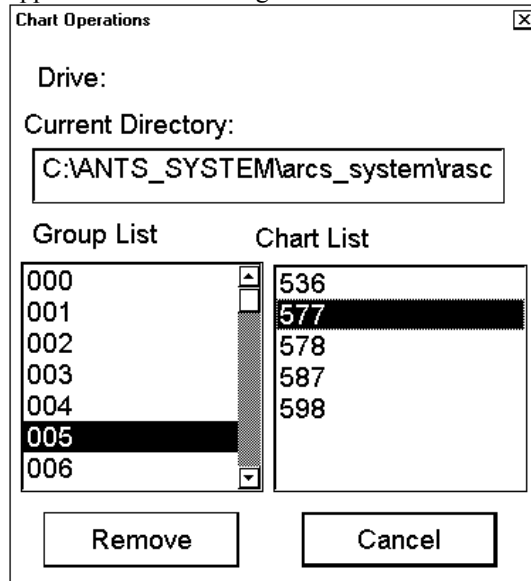 Chart Operations
Drive:
Current Directory:
C:\ANTS_SYSTEM\arcs_system\rasc
Group List
Chart List
000
001
002
003
004
005
006
536
577
578
587
598
Remove
Cancel